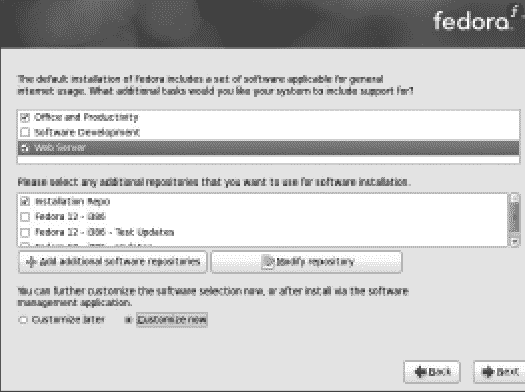 fedora
The default installation of Fedora includes a set of software applicable for general
internet usage. What additional tasks would you like your system to include support for?
Office and Productivity
Software Development
Web Server
Please select any additional repositories that you want to use for software installation.
Installation Repo
Fedora 12 - i386
Fedora 12 - i386 - Test Updates
Add additional software repositories
Modify repository
You can further customize the software selection now, or after install via the software
management application.
Customize later
Customize now
Back
Next